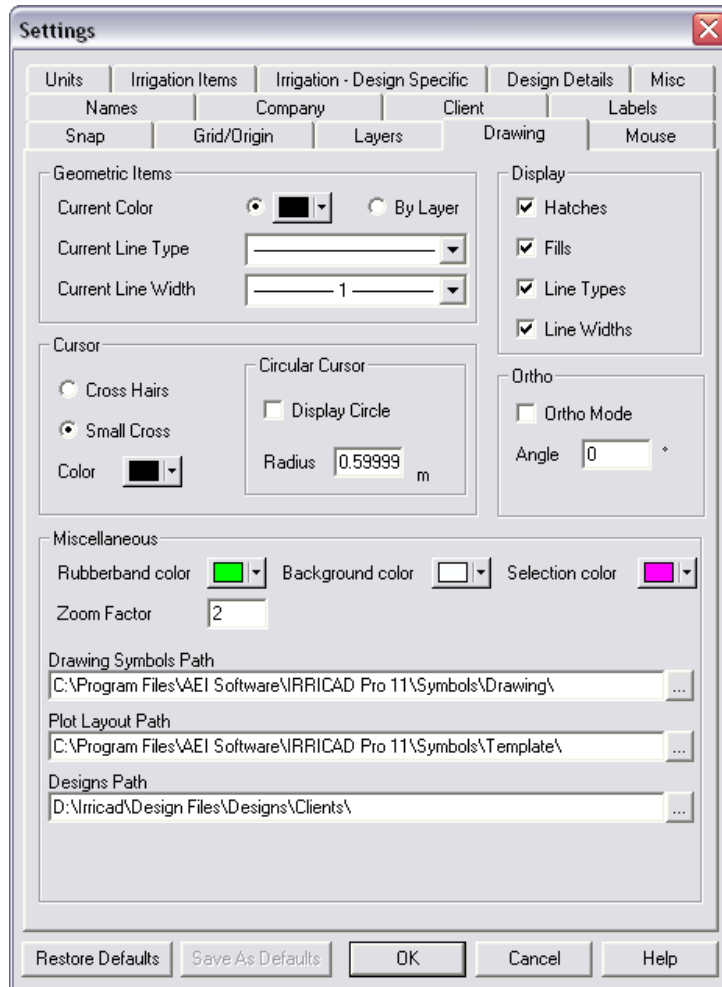 Settings
Units Irrigation Items Irrigation - Design Specific Design Details Misc
Names Company Client Labels
Snap Grid/Origin Layers Drawing Mouse
Geometric Items
Current Color By Layer
Current Line Type
Current Line Width 1
Display
Hatches
Fills
Line Types
Line Widths
Cursor
Cross Hairs
Small Cross
Color
Circular Cursor
Display Circle
Radius 0.59999 m
Ortho
Ortho Mode
Angle 0 °
Miscellaneous
Rubberband color Background color Selection color
Zoom Factor 2
Drawing Symbols Path
C:\Program Files\AEI Software\IRRICAD Pro 11\Symbols\Drawing\ ...
Plot Layout Path
C:\Program Files\AEI Software\IRRICAD Pro 11\Symbols\Template\ ...
Designs Path
D:\Irricad\Design Files\Designs\Clients\ ...
Restore Defaults Save As Defaults OK Cancel Help